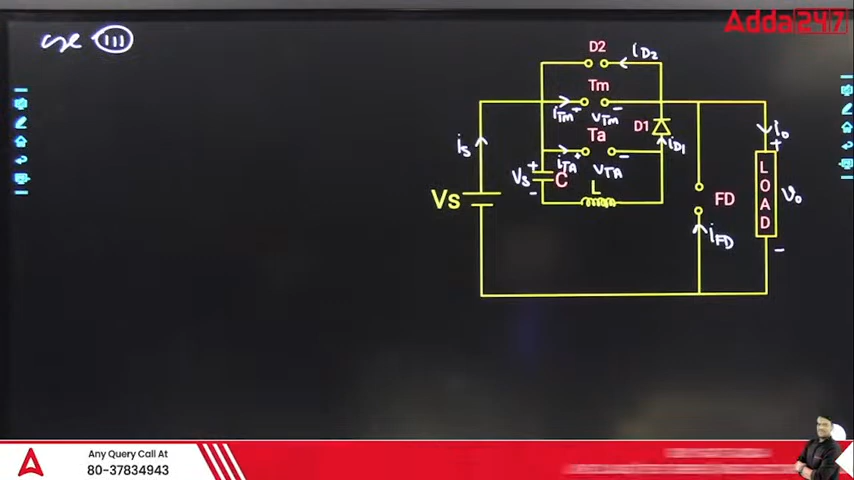 Adda247
case (III)
D2
iD2
Tm
iTm
+
VTm
-
D1
Ta
iD1
iTA
+
VTA
-
is
Vs
+
-
C
L
Vs
FD
iFD
io
+
LOAD
vo
-
Any Query Call At
80-37834943